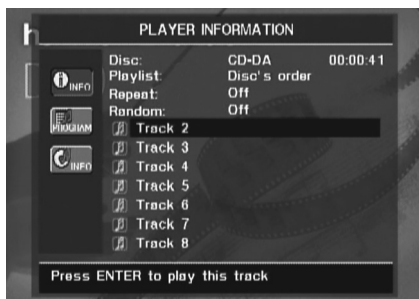 PLAYER INFORMATION
Disc: CD-DA 00:00:41
Playlist: Disc's order
Repeat: Off
Random: Off
INFO
PROGRAM
INFO
Track 2
Track 3
Track 4
Track 5
Track 6
Track 7
Track 8
Press ENTER to play this track